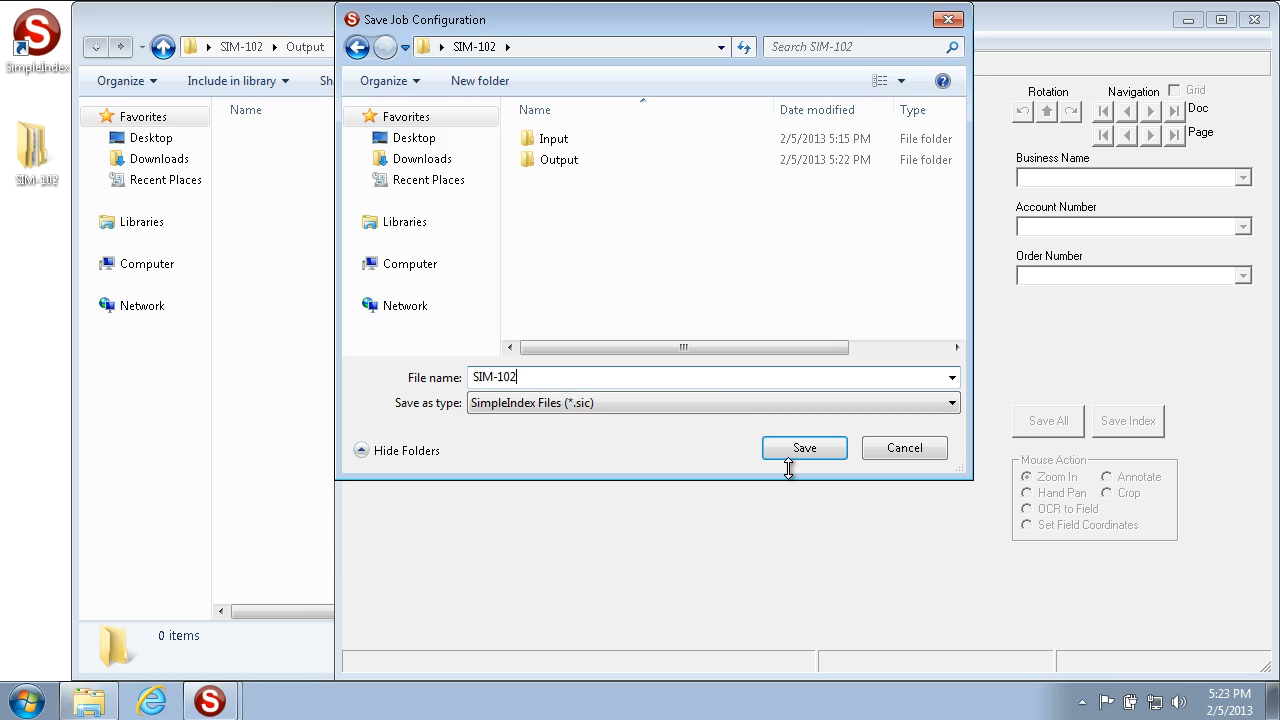 SimpleIndex
SIM-102
SIM-102
Output
Organize
Include in library
Sh
Name
Favorites
Desktop
Downloads
Recent Places
Libraries
Computer
Network
0 items
Save Job Configuration
SIM-102
Search SIM-102
Organize
New folder
Favorites
Desktop
Downloads
Recent Places
Libraries
Computer
Network
Name
Date modified
Type
Input
2/5/2013 5:15 PM
File folder
Output
2/5/2013 5:22 PM
File folder
File name:
SIM-102
Save as type:
SimpleIndex Files (*.sic)
Hide Folders
Save
Cancel
Rotation
Navigation
Grid
Doc
Page
Business Name
Account Number
Order Number
Save All
Save Index
Mouse Action
Zoom In
Annotate
Hand Pan
Crop
OCR to Field
Set Field Coordinates
5:23 PM
2/5/2013